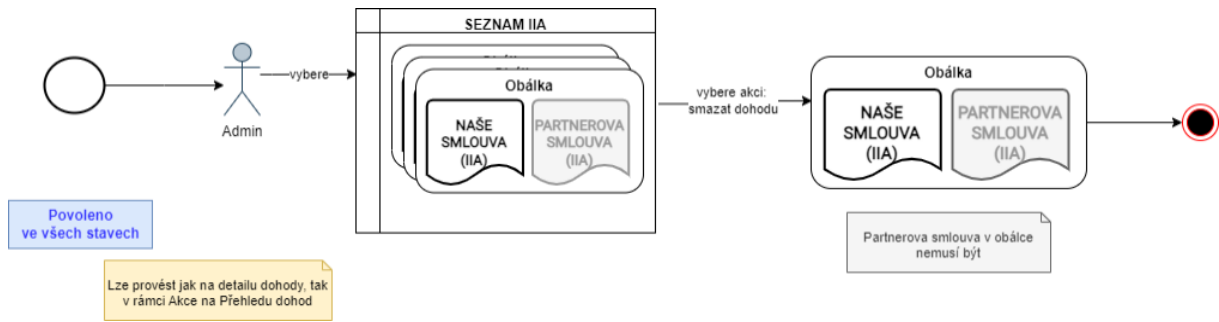 SEZNAM IIA
Obálka
NAŠE
SMLOUVA
(IIA)
PARTNEROVA
SMLOUVA
(IIA)
Admin
vybere
vybere akci:
smazat dohodu
Obálka
NAŠE
SMLOUVA
(IIA)
PARTNEROVA
SMLOUVA
(IIA)
Povoleno
ve všech stavech
Lze provést jak na detailu dohody, tak
v rámci Akce na Přehledu dohod
Partnerova smlouva v obálce
nemusí být